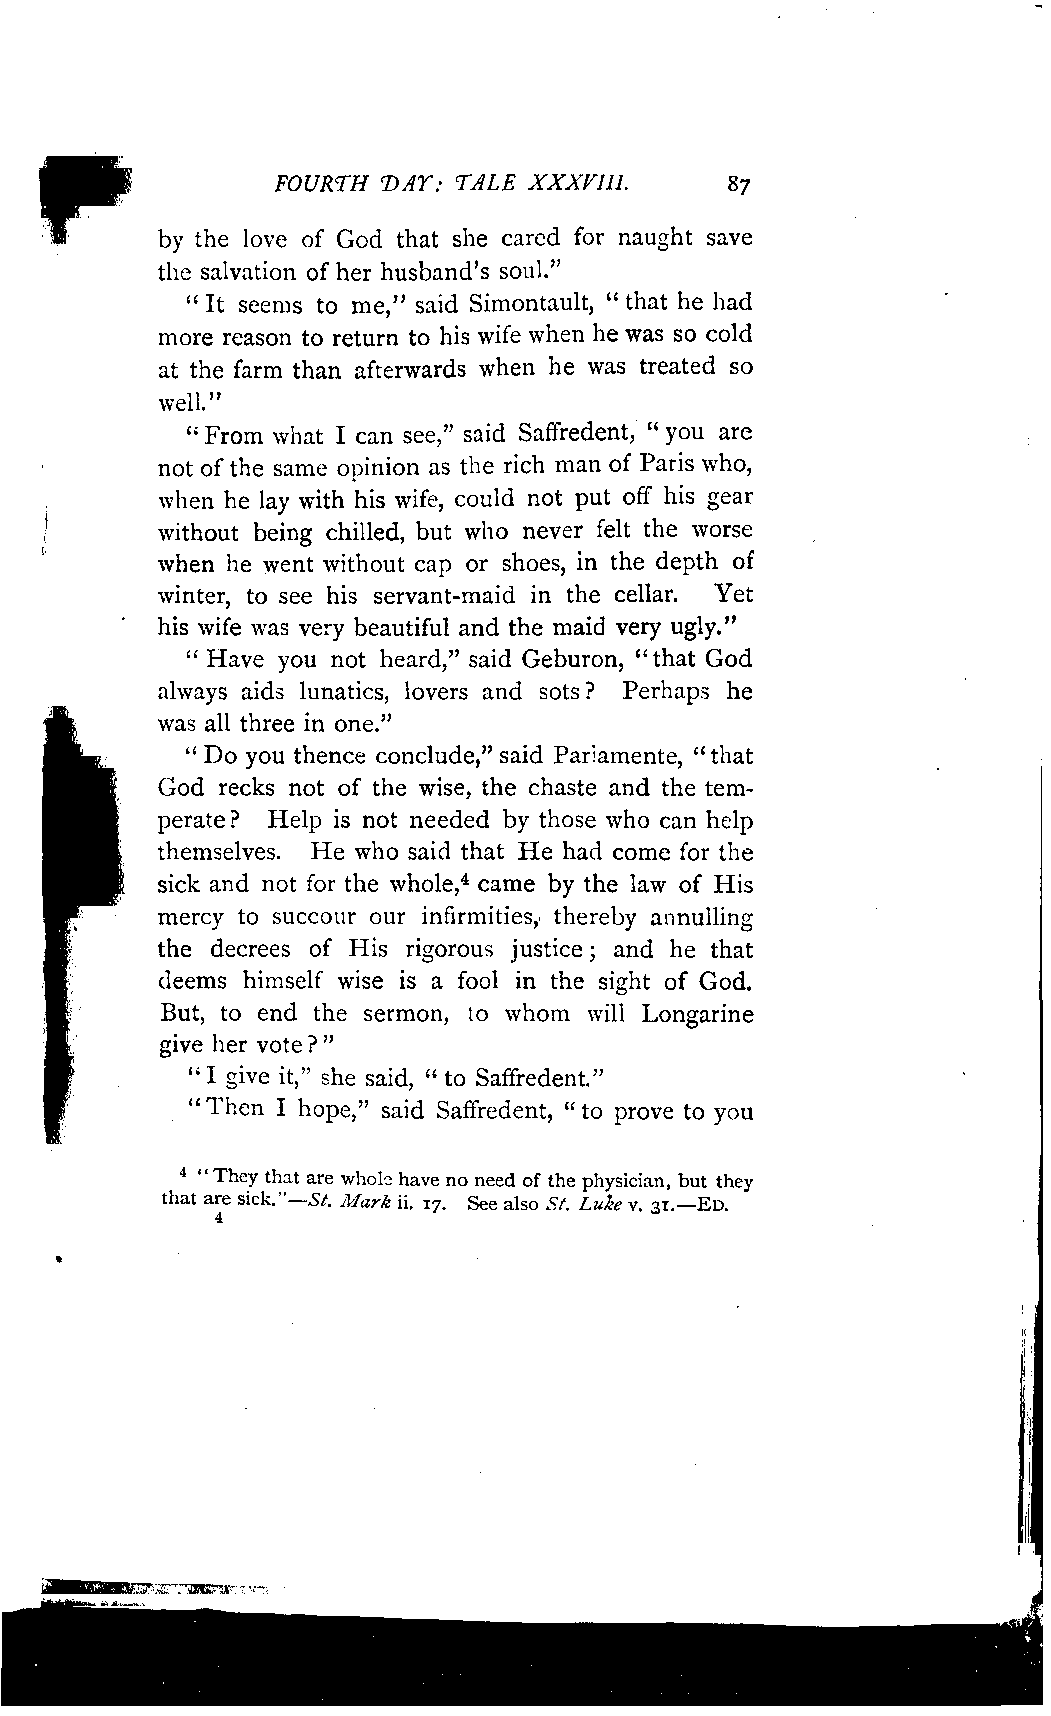 FOURTH DAY: TALE XXXVIII. 87
by the love of God that she cared for naught save
the salvation of her husband's soul."
"It seems to me," said Simontault, "that he had
more reason to return to his wife when he was so cold
at the farm than afterwards when he was treated so
well."
"From what I can see," said Saffredent, "you are
not of the same opinion as the rich man of Paris who,
when he lay with his wife, could not put off his gear
without being chilled, but who never felt the worse
when he went without cap or shoes, in the depth of
winter, to see his servant-maid in the cellar. Yet
his wife was very beautiful and the maid very ugly."
"Have you not heard," said Geburon, "that God
always aids lunatics, lovers and sots? Perhaps he
was all three in one."
"Do you thence conclude," said Parlamente, "that
God recks not of the wise, the chaste and the tem-
perate? Help is not needed by those who can help
themselves. He who said that He had come for the
sick and not for the whole,⁴ came by the law of His
mercy to succour our infirmities, thereby annulling
the decrees of His rigorous justice; and he that
deems himself wise is a fool in the sight of God.
But, to end the sermon, to whom will Longarine
give her vote?"
"I give it," she said, "to Saffredent."
"Then I hope," said Saffredent, "to prove to you
⁴ "They that are whole have no need of the physician, but they
that are sick."—St. Mark ii. 17. See also St. Luke v. 31.—ED.
4